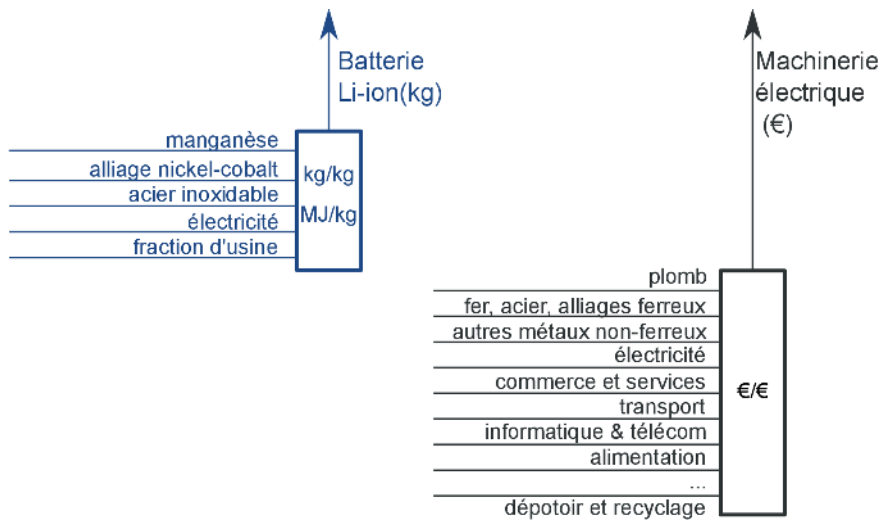 Batterie
Li-ion(kg)
manganèse
alliage nickel-cobalt
acier inoxidable
électricité
fraction d'usine
kg/kg
MJ/kg
Machinerie
électrique
(€)
plomb
fer, acier, alliages ferreux
autres métaux non-ferreux
électricité
commerce et services
transport
informatique & télécom
alimentation
...
dépotoir et recyclage
€/€